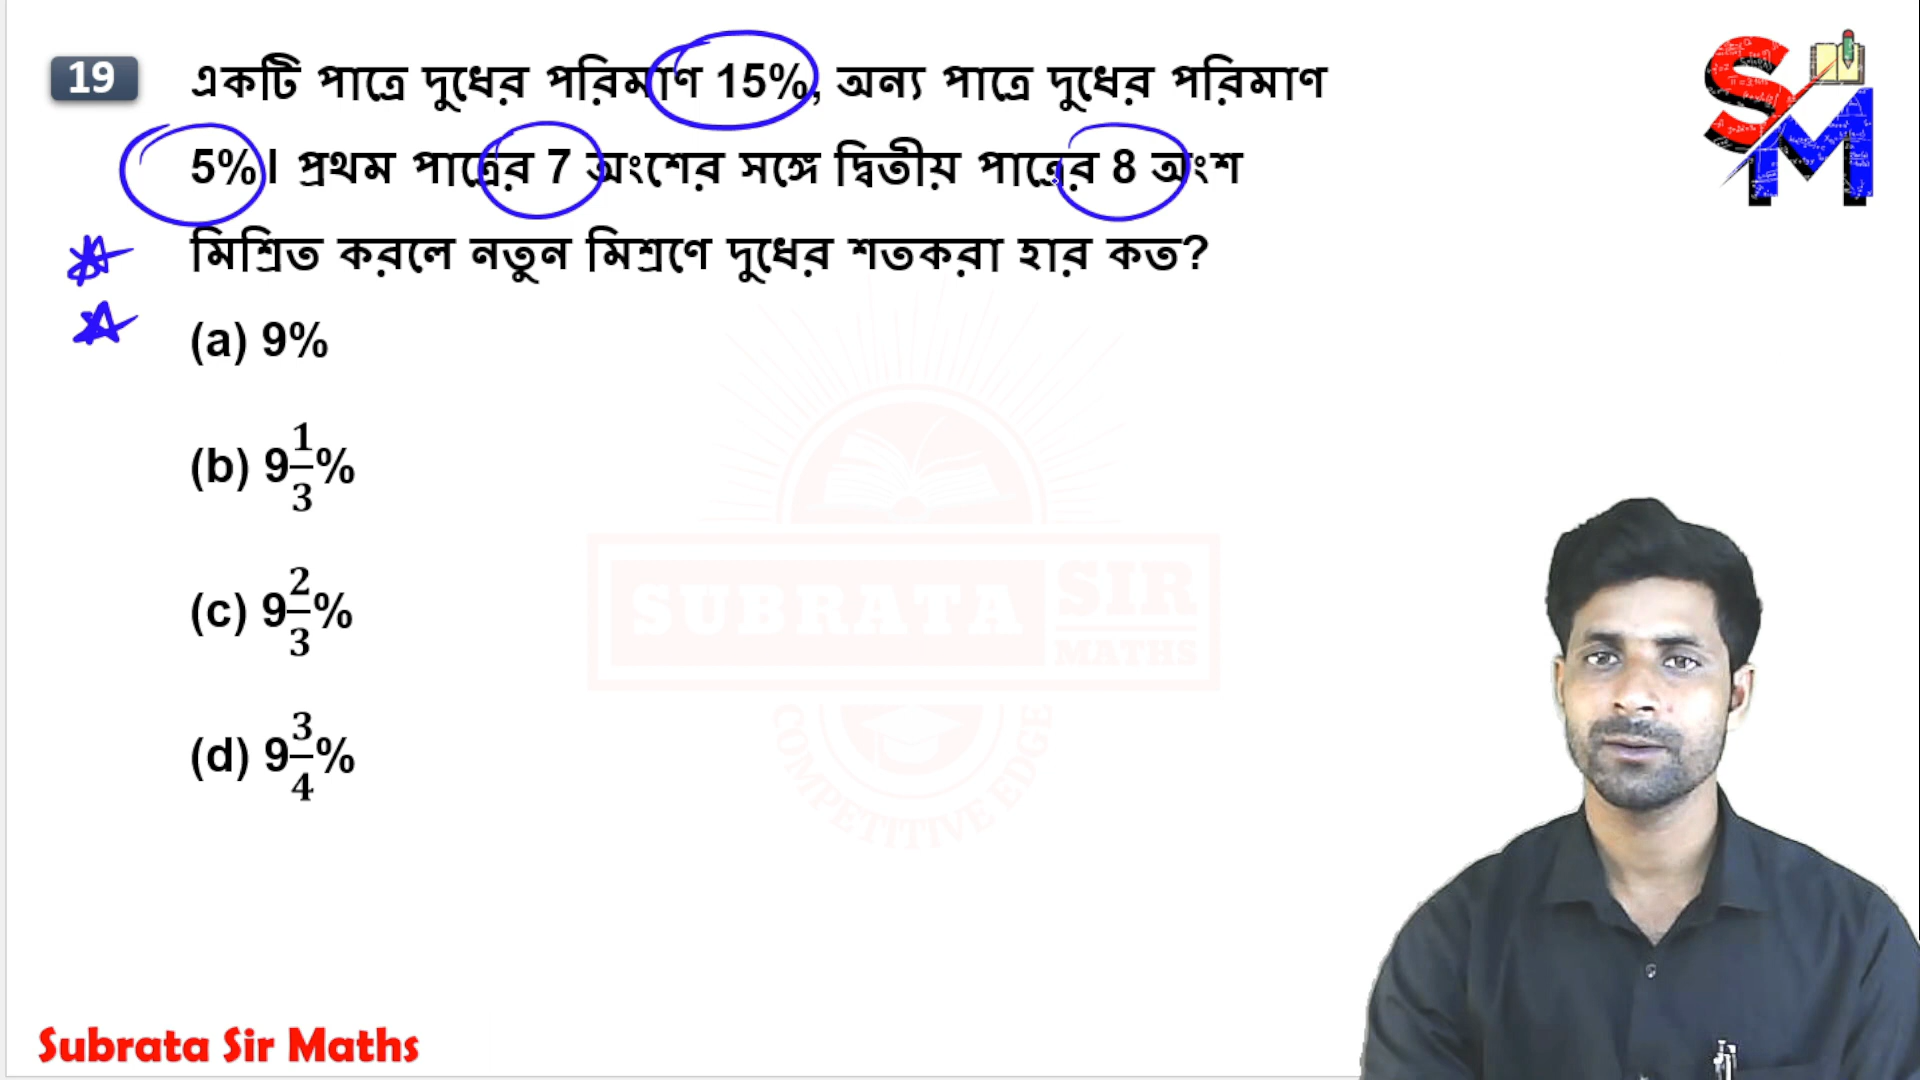 19
একটি পাত্রে দুধের পরিমাণ 15%, অন্য পাত্রে দুধের পরিমাণ
5%। প্রথম পাত্রের 7 অংশের সঙ্গে দ্বিতীয় পাত্রের 8 অংশ
মিশ্রিত করলে নতুন মিশ্রণে দুধের শতকরা হার কত?
(a) 9%
(b) 9 1/3 %
(c) 9 2/3 %
(d) 9 3/4 %
SM
SUBRATA SIR MATHS
COMPETITIVE EDGE
Subrata Sir Maths